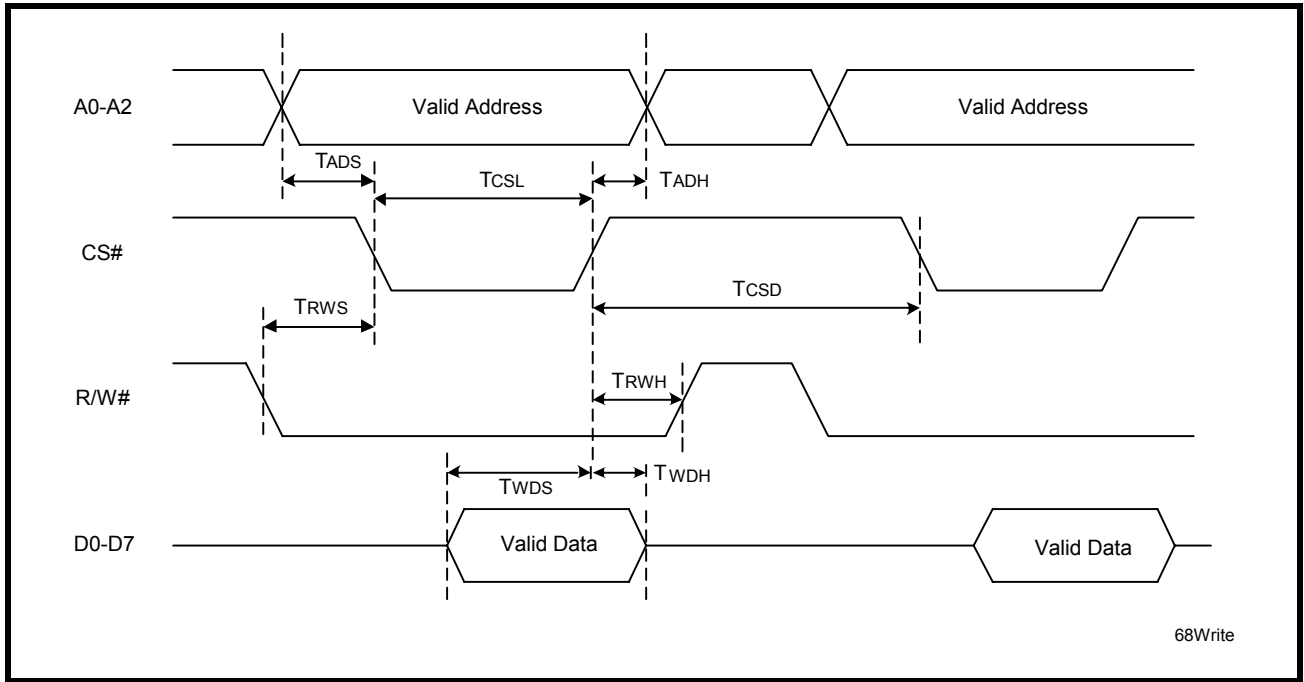 A0-A2
Valid Address
Valid Address
TADS
TCSL
TADH
CS#
TCSD
TRWS
R/W#
TRWH
TWDS
TWDH
D0-D7
Valid Data
Valid Data
68Write